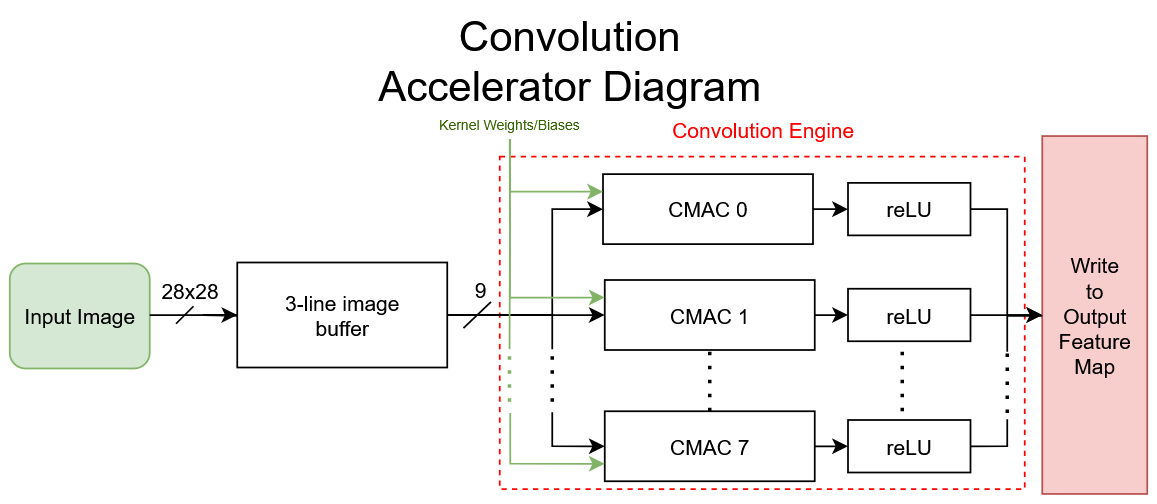 Convolution
Accelerator Diagram
Kernel Weights/Biases
Convolution Engine
CMAC 0
reLU
Input Image
28x28
3-line image
buffer
9
CMAC 1
reLU
CMAC 7
reLU
Write
to
Output
Feature
Map